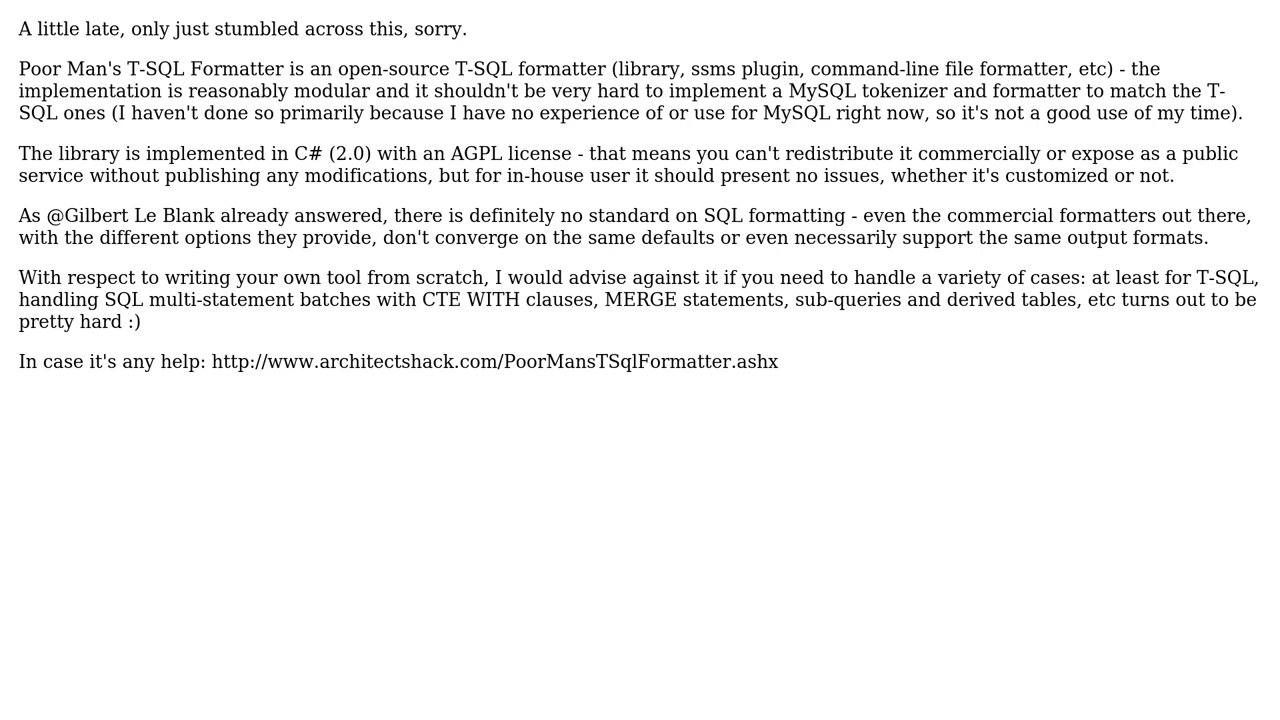 A little late, only just stumbled across this, sorry.
Poor Man's T-SQL Formatter is an open-source T-SQL formatter (library, ssms plugin, command-line file formatter, etc) - the
implementation is reasonably modular and it shouldn't be very hard to implement a MySQL tokenizer and formatter to match the T-
SQL ones (I haven't done so primarily because I have no experience of or use for MySQL right now, so it's not a good use of my time).
The library is implemented in C# (2.0) with an AGPL license - that means you can't redistribute it commercially or expose as a public
service without publishing any modifications, but for in-house user it should present no issues, whether it's customized or not.
As @Gilbert Le Blank already answered, there is definitely no standard on SQL formatting - even the commercial formatters out there,
with the different options they provide, don't converge on the same defaults or even necessarily support the same output formats.
With respect to writing your own tool from scratch, I would advise against it if you need to handle a variety of cases: at least for T-SQL,
handling SQL multi-statement batches with CTE WITH clauses, MERGE statements, sub-queries and derived tables, etc turns out to be
pretty hard :)
In case it's any help: http://www.architectshack.com/PoorMansTSqlFormatter.ashx